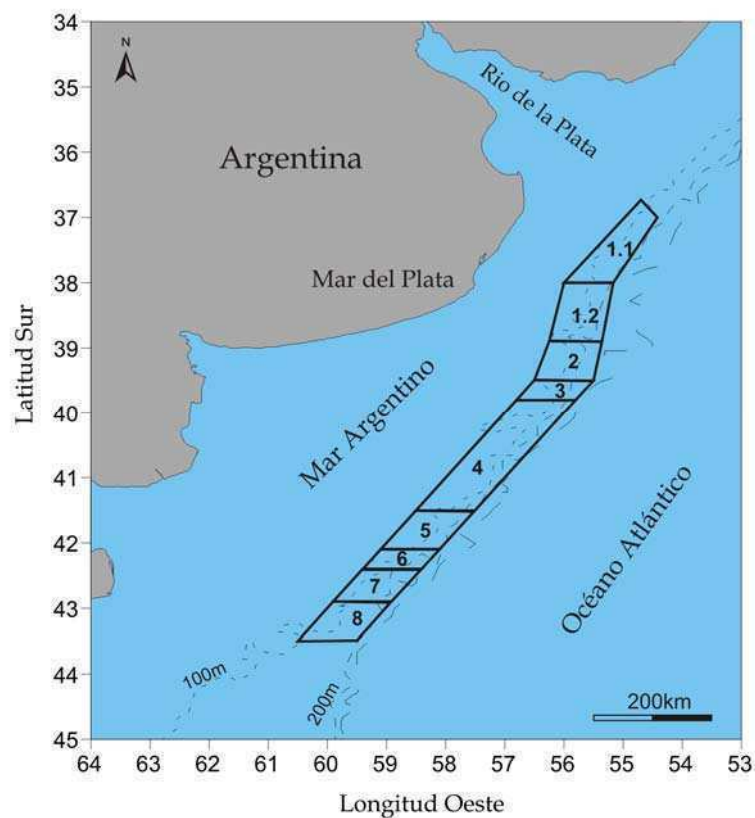 34
35
36
37
38
39
40
41
42
43
44
45
Latitud Sur
N
Rio de la Plata
Argentina
Mar del Plata
Mar Argentino
Océano Atlántico
1.1
1.2
2
3
4
5
6
7
8
100m
200m
200km
64 63 62 61 60 59 58 57 56 55 54 53
Longitud Oeste